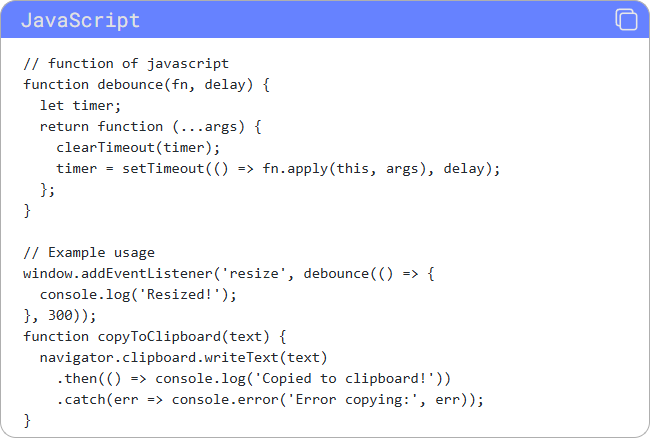 JavaScript
// function of javascript
function debounce(fn, delay) {
  let timer;
  return function (...args) {
    clearTimeout(timer);
    timer = setTimeout(() => fn.apply(this, args), delay);
  };
}

// Example usage
window.addEventListener('resize', debounce(() => {
  console.log('Resized!');
}, 300));
function copyToClipboard(text) {
  navigator.clipboard.writeText(text)
    .then(() => console.log('Copied to clipboard!'))
    .catch(err => console.error('Error copying:', err));
}